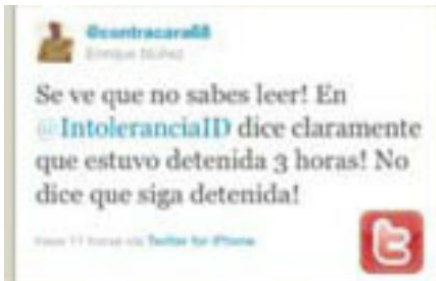 @contracara68
Enrique Núñez
Se ve que no sabes leer! En
@IntoleranciaID dice claramente
que estuvo detenida 3 horas! No
dice que siga detenida!
hace 11 horas vía Twitter for iPhone